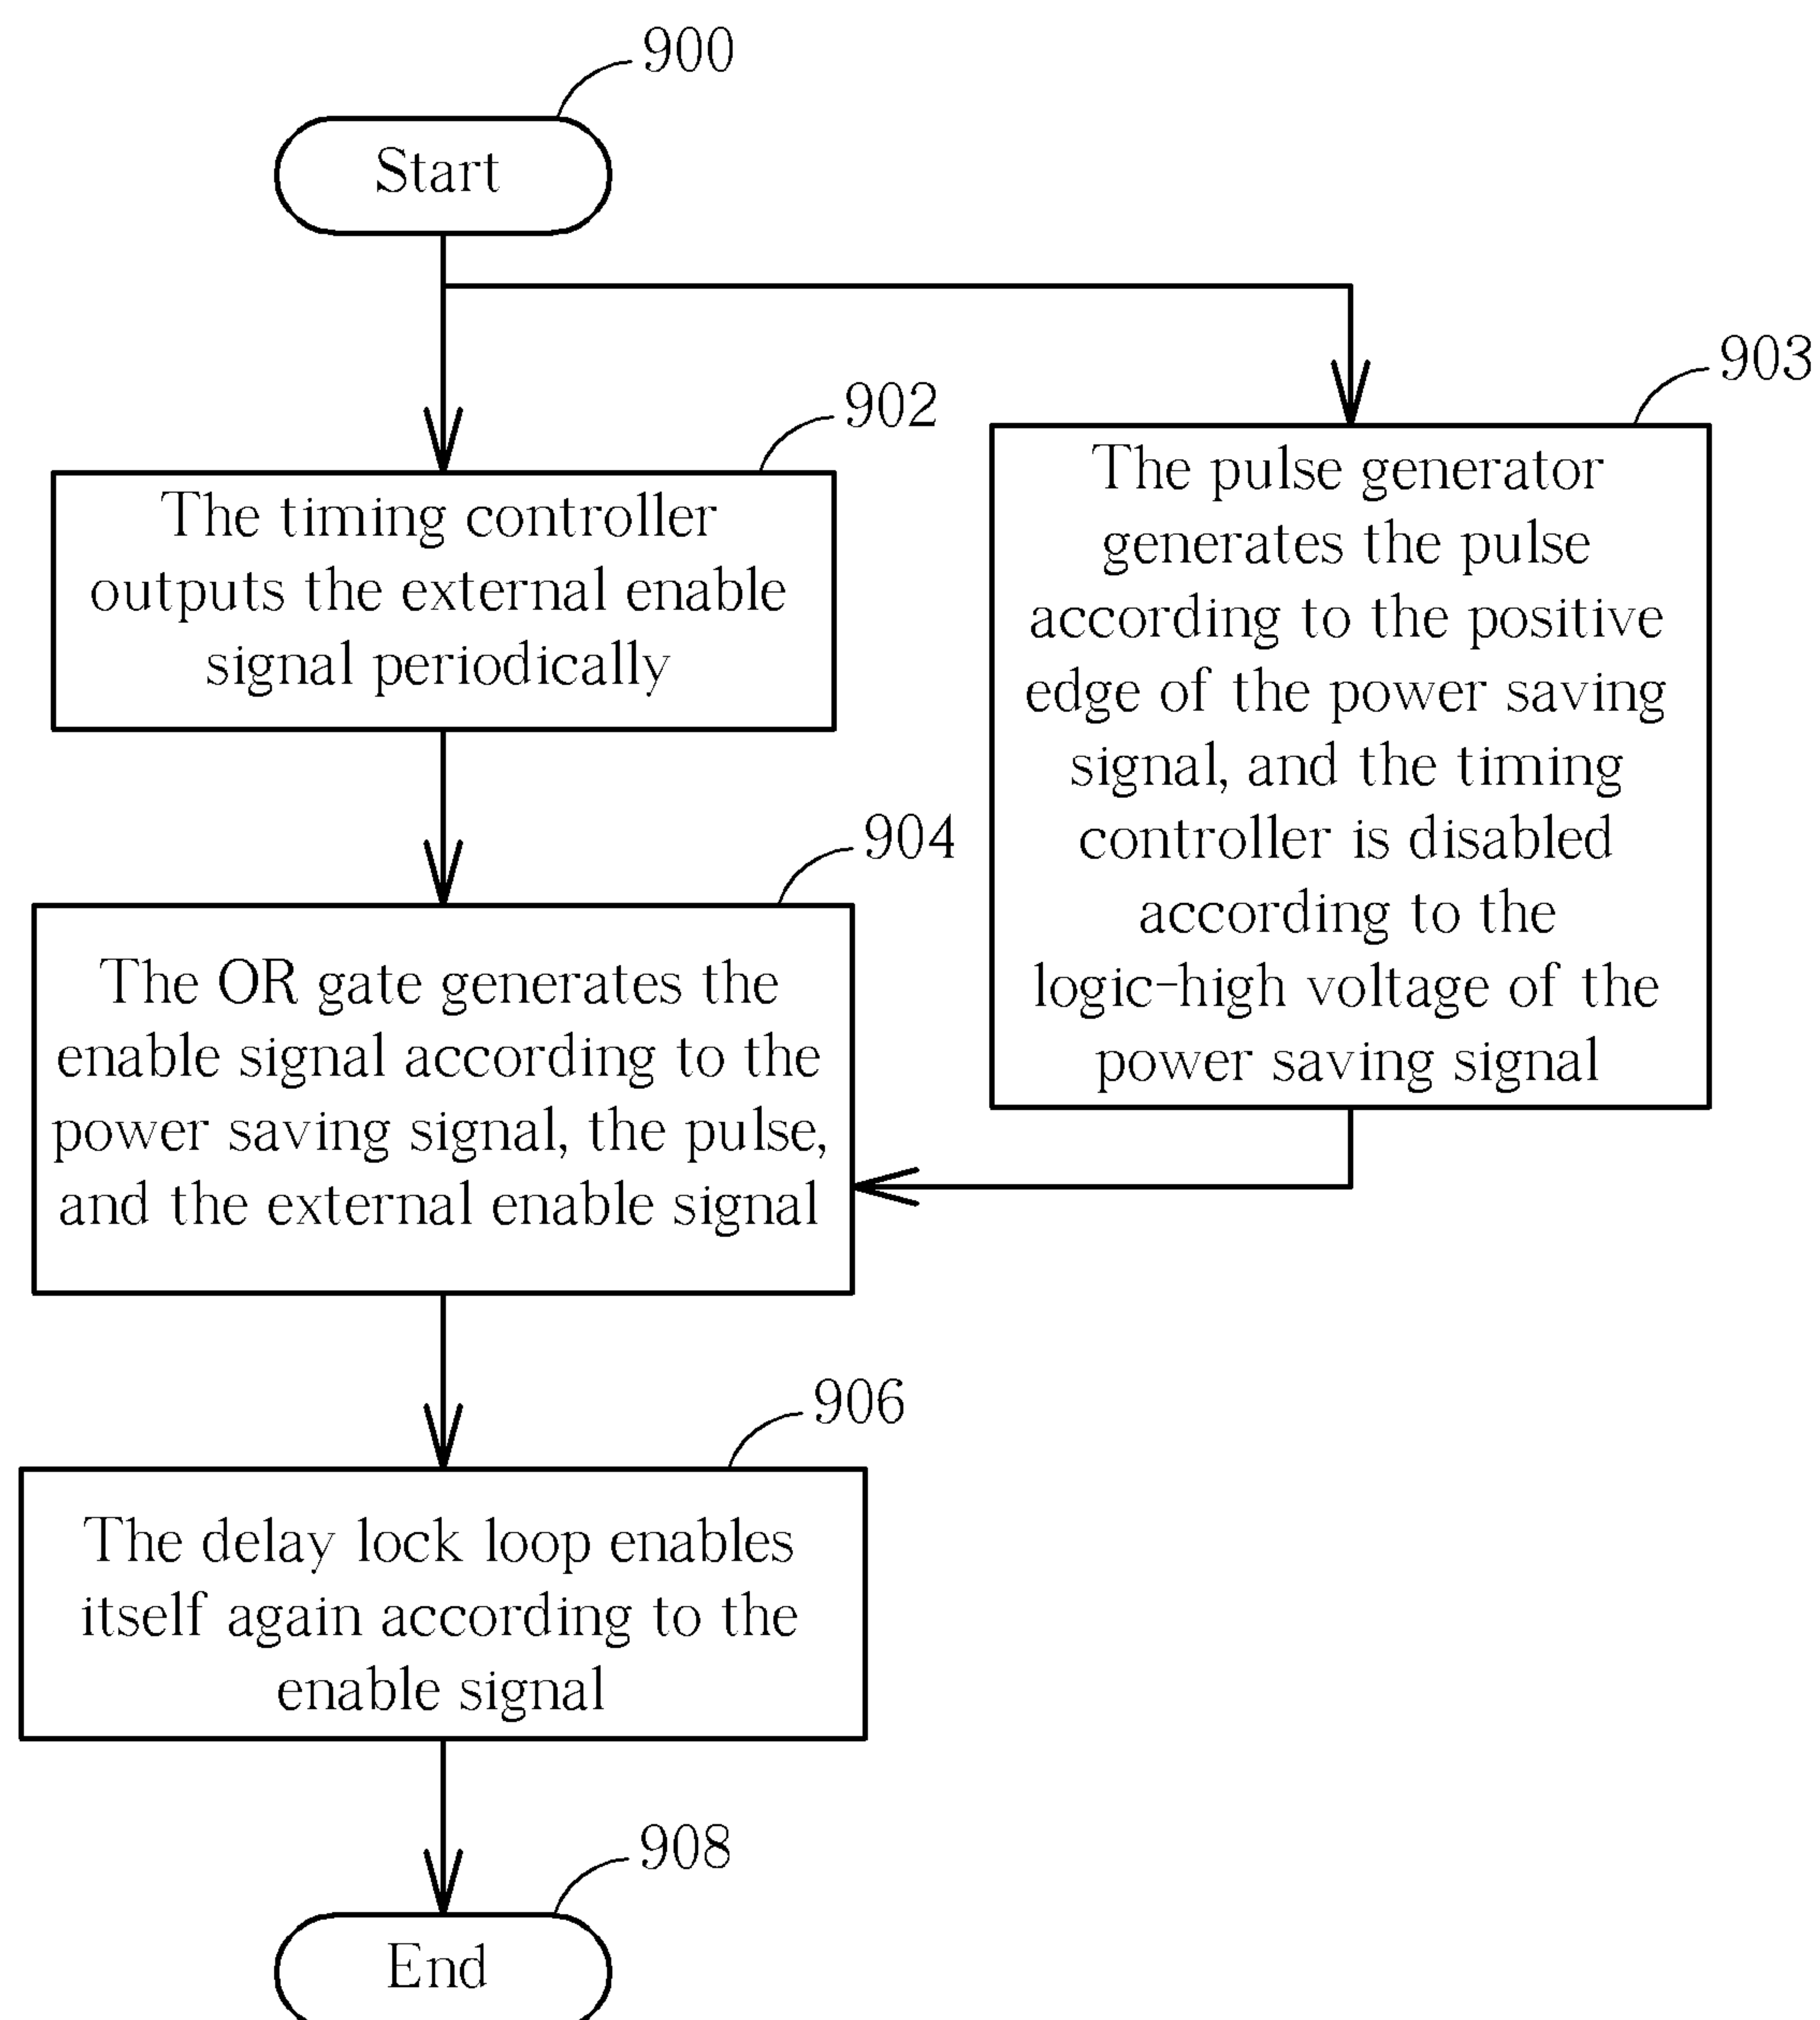 900
Start
902
The timing controller
outputs the external enable
signal periodically
903
The pulse generator
generates the pulse
according to the positive
edge of the power saving
signal, and the timing
controller is disabled
according to the
logic-high voltage of the
power saving signal
904
The OR gate generates the
enable signal according to the
power saving signal, the pulse,
and the external enable signal
906
The delay lock loop enables
itself again according to the
enable signal
908
End